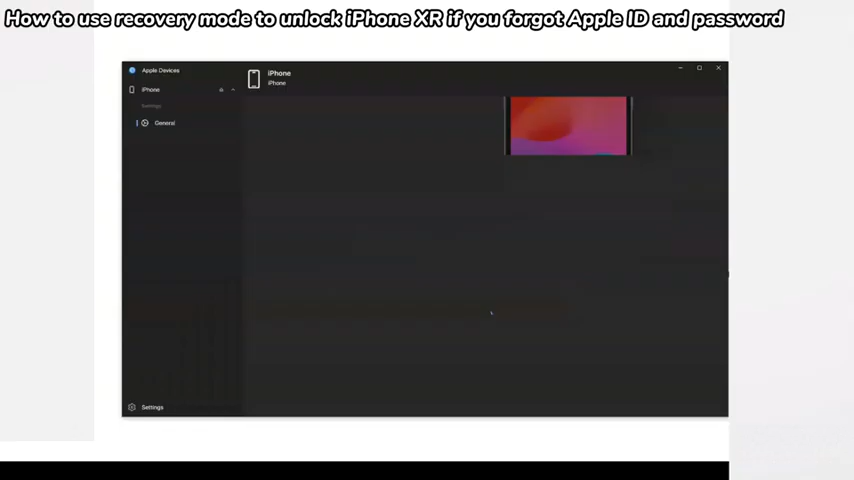 How to use recovery mode to unlock iPhone XR if you forgot Apple ID and password
Apple Devices
iPhone
iPhone
iPhone
Settings
General
Settings